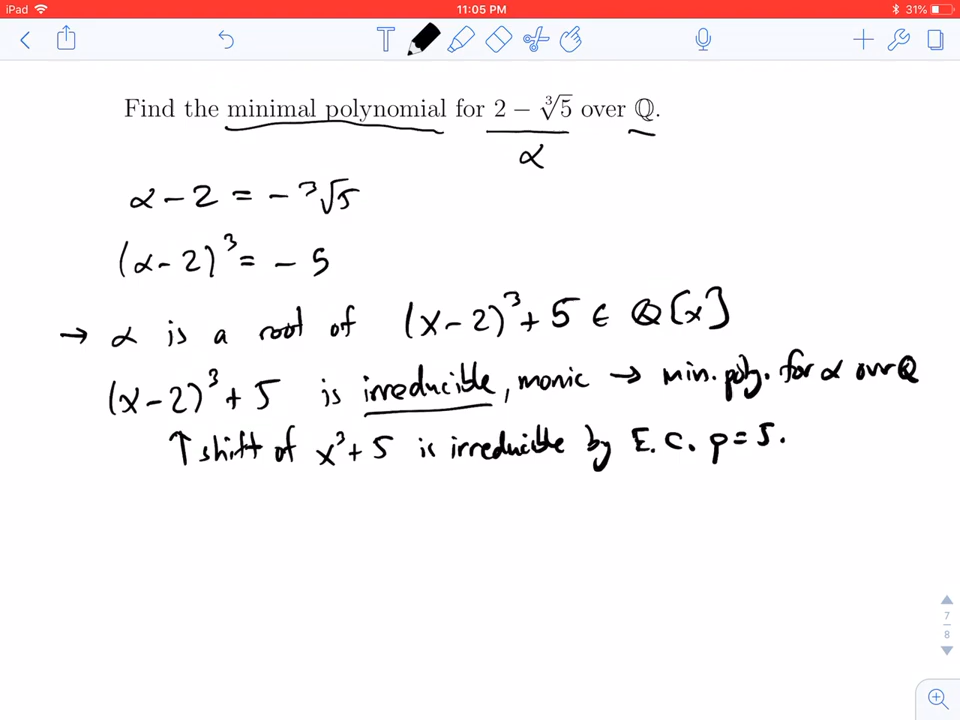 iPad 11:05 PM 31%
T
Find the minimal polynomial for 2 − ∛5 over ℚ.
α
α − 2 = − ³√5
(α − 2)³ = − 5
→ α is a root of (x − 2)³ + 5 ∈ ℚ[x]
(x − 2)³ + 5 is irreducible, monic → min. poly. for α over ℚ
↑ shift of x³ + 5 is irreducible by E.C. p = 5.
7
8